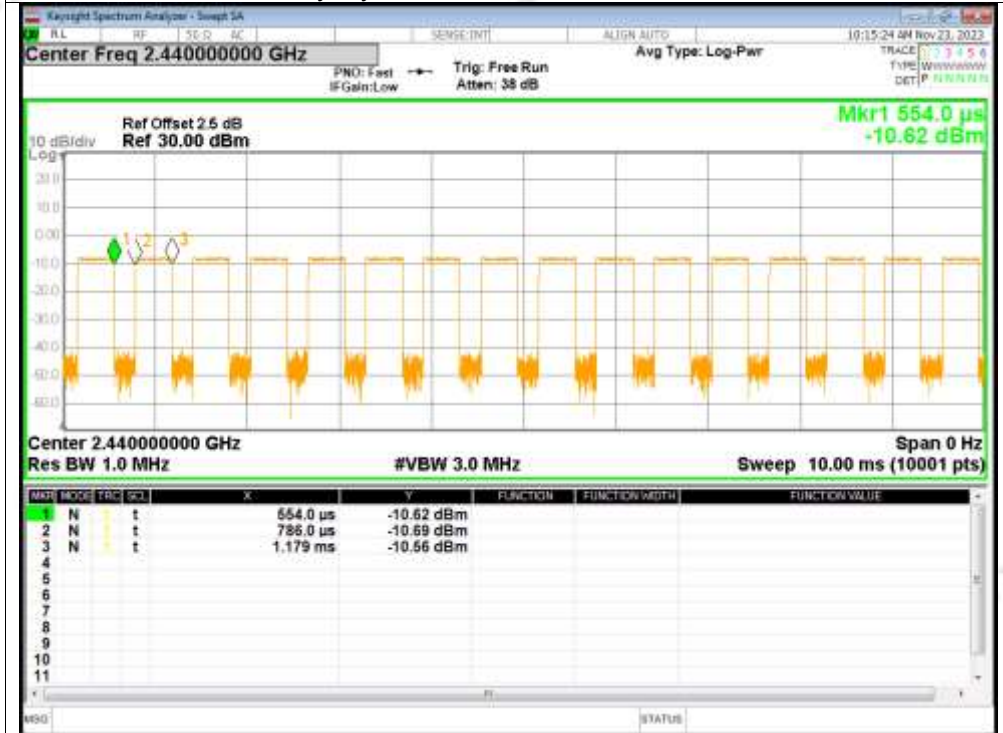 Keysight Spectrum Analyzer - Swept SA
RL RF 50 Ω AC SENSE:INT ALIGN AUTO 10:15:24 AM Nov 23, 2023
Center Freq 2.440000000 GHz
PNO: Fast
IFGain:Low
Trig: Free Run
Atten: 38 dB
Avg Type: Log-Pwr
TRACE 1 2 3 4 5 6
TYPE WWWWWW
DET P N N N N N
Mkr1 554.0 µs
-10.62 dBm
Ref Offset 2.5 dB
10 dB/div Ref 30.00 dBm
Log
20.0
10.0
0.00
1 2 3
-10.0
-20.0
-30.0
-40.0
-50.0
-60.0
Center 2.440000000 GHz Span 0 Hz
Res BW 1.0 MHz #VBW 3.0 MHz Sweep 10.00 ms (10001 pts)
MKR MODE TRC SCL X Y FUNCTION FUNCTION WIDTH FUNCTION VALUE
1 N 1 t 554.0 µs -10.62 dBm
2 N 1 t 786.0 µs -10.69 dBm
3 N 1 t 1.179 ms -10.56 dBm
4
5
6
7
8
9
10
11
MSG STATUS